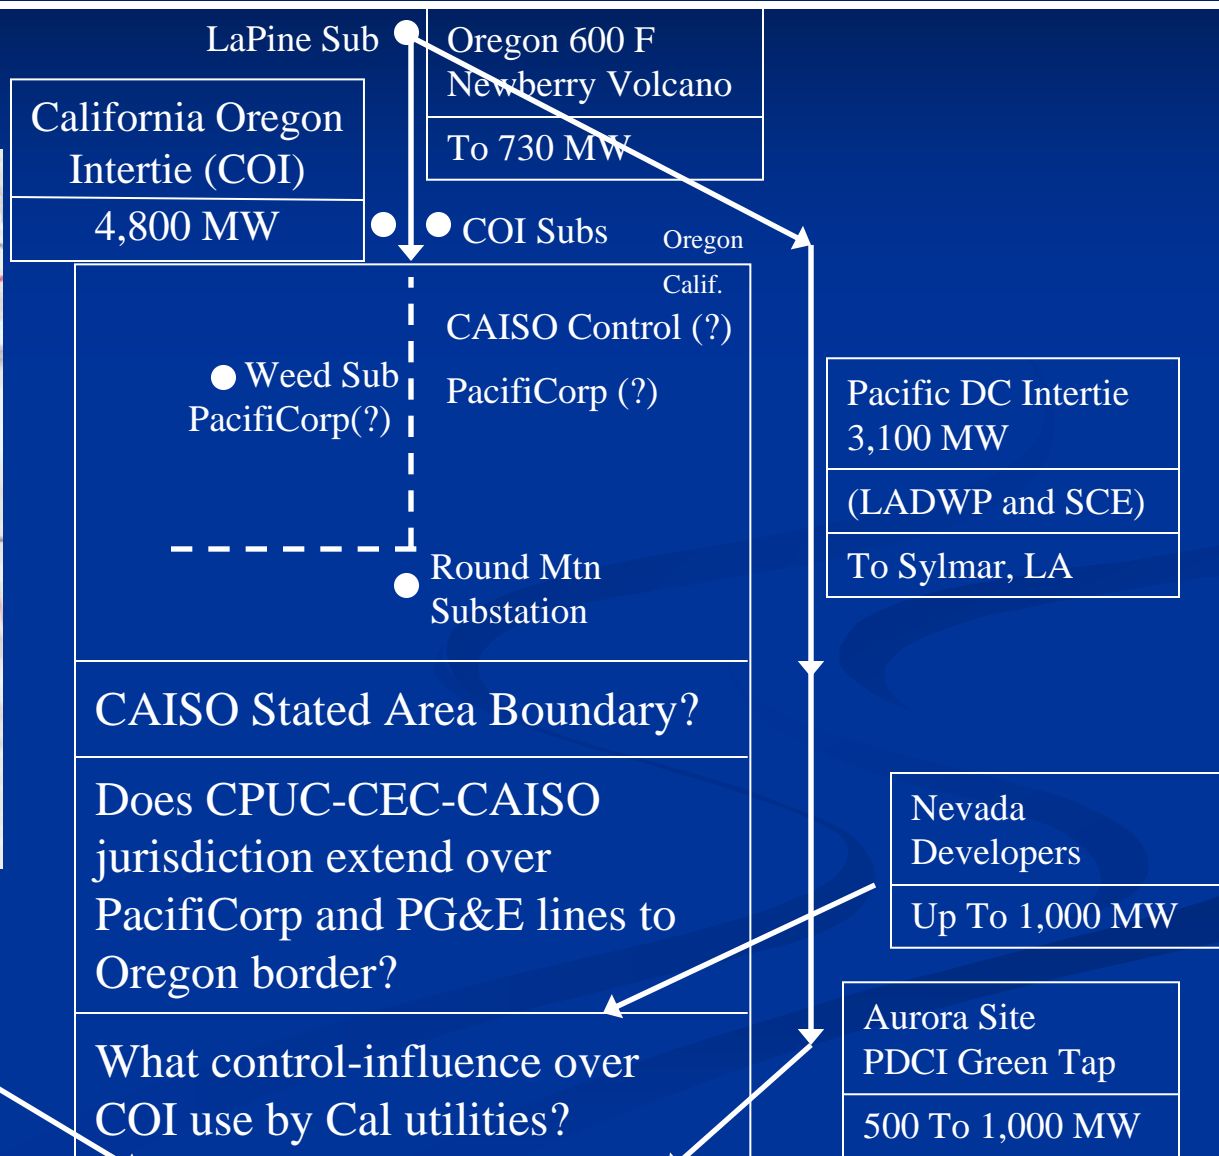 LaPine Sub
Oregon 600 F
Newberry Volcano
To 730 MW
California Oregon
Intertie (COI)
4,800 MW
COI Subs
Oregon
Calif.
CAISO Control (?)
PacifiCorp (?)
Weed Sub
PacifiCorp(?)
Round Mtn
Substation
Pacific DC Intertie
3,100 MW
(LADWP and SCE)
To Sylmar, LA
CAISO Stated Area Boundary?
Does CPUC-CEC-CAISO
jurisdiction extend over
PacifiCorp and PG&E lines to
Oregon border?
Nevada
Developers
Up To 1,000 MW
What control-influence over
COI use by Cal utilities?
Aurora Site
PDCI Green Tap
500 To 1,000 MW